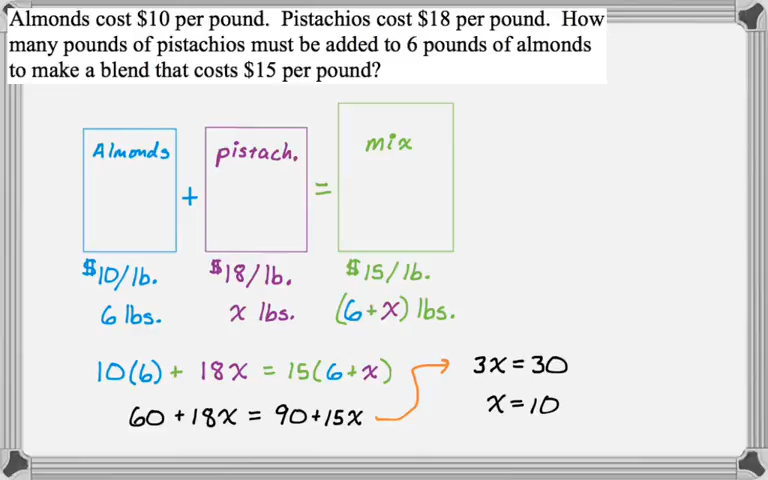 Almonds cost $10 per pound. Pistachios cost $18 per pound. How
many pounds of pistachios must be added to 6 pounds of almonds
to make a blend that costs $15 per pound?
Almonds + pistach. = mix
$10/lb. $18/lb. $15/lb.
6 lbs. x lbs. (6+x) lbs.
10(6) + 18x = 15(6+x)
60 + 18x = 90+15x
3x = 30
x = 10